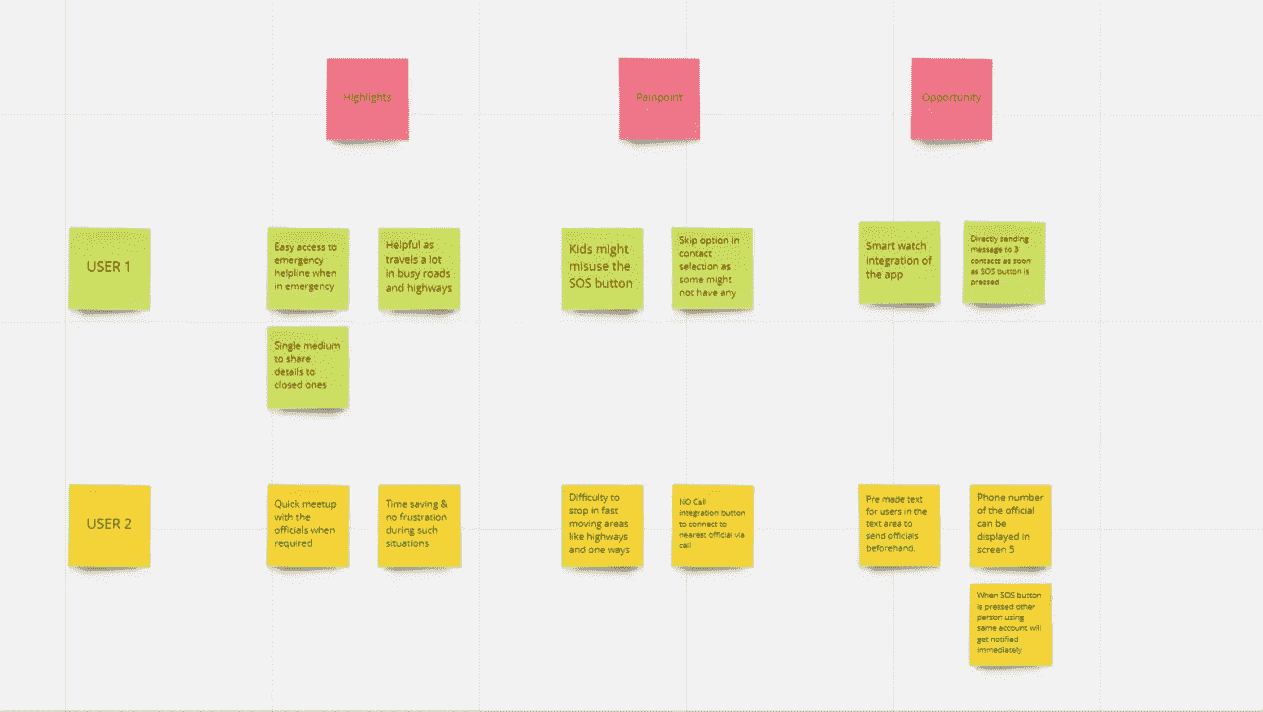 Highlights
Painpoint
Opportunity
USER 1
Easy access to
emergency
helpline when
in emergency
Helpful as
travels a lot
in busy roads
and highways
Single medium
to share
details to
closed ones
Kids might
misuse the
SOS button
Skip option in
contact
selection as
some might
not have any
Smart watch
integration of
the app
Directly sending
message to 3
contacts as soon
as SOS button is
pressed
USER 2
Quick meetup
with the
officials when
required
Time saving &
no frustration
during such
situations
Difficulty to
stop in fast
moving areas
like highways
and one ways
NO Call
integration button
to connect to
nearest official via
call
Pre made text
for users in the
text area to
send officials
beforehand.
Phone number
of the official
can be
displayed in
screen 5
When SOS button
is pressed other
person using
same account will
get notified
immediately